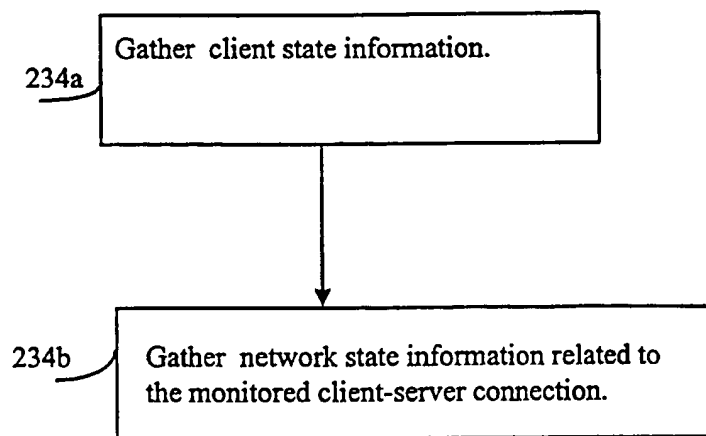 Gather client state information.
234a
234b
Gather network state information related to
the monitored client-server connection.